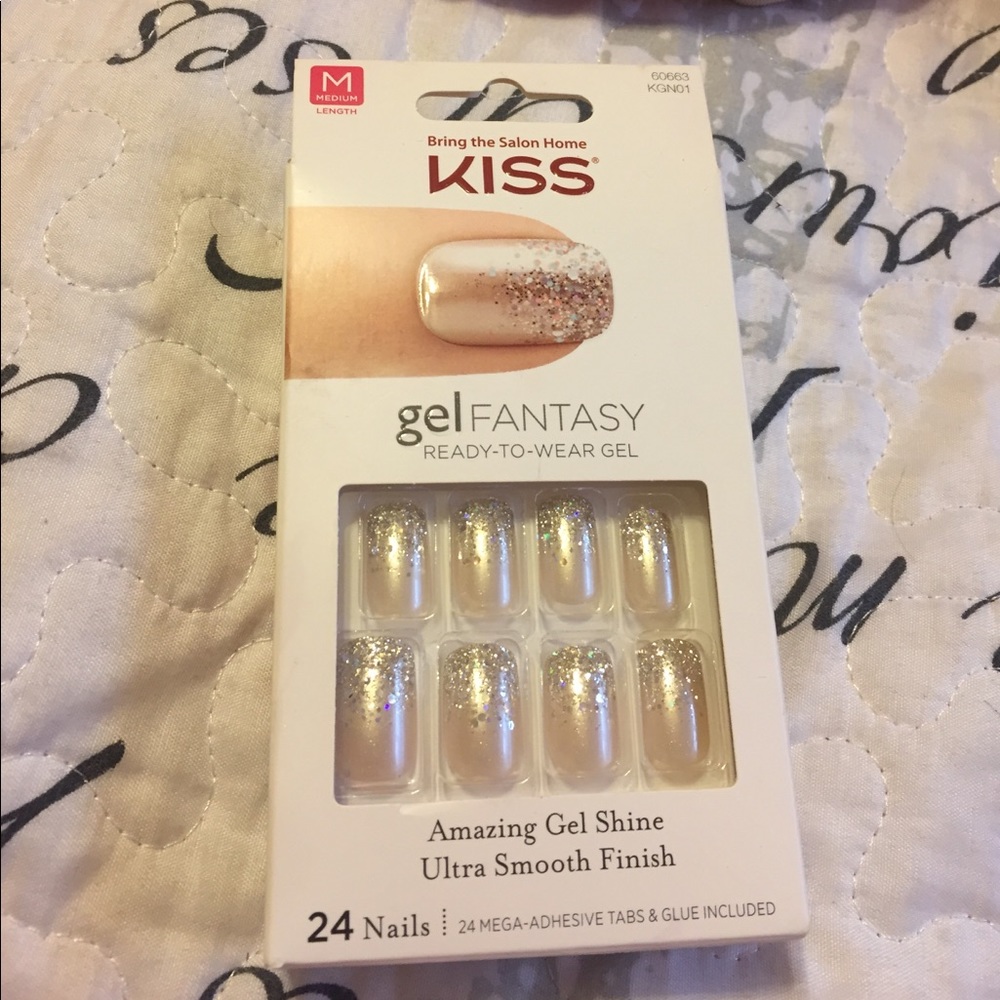 M
MEDIUM
LENGTH
60663
KGN01
Bring the Salon Home
KISS®
gel FANTASY
READY-TO-WEAR GEL
Amazing Gel Shine
Ultra Smooth Finish
24 Nails
24 MEGA-ADHESIVE TABS & GLUE INCLUDED